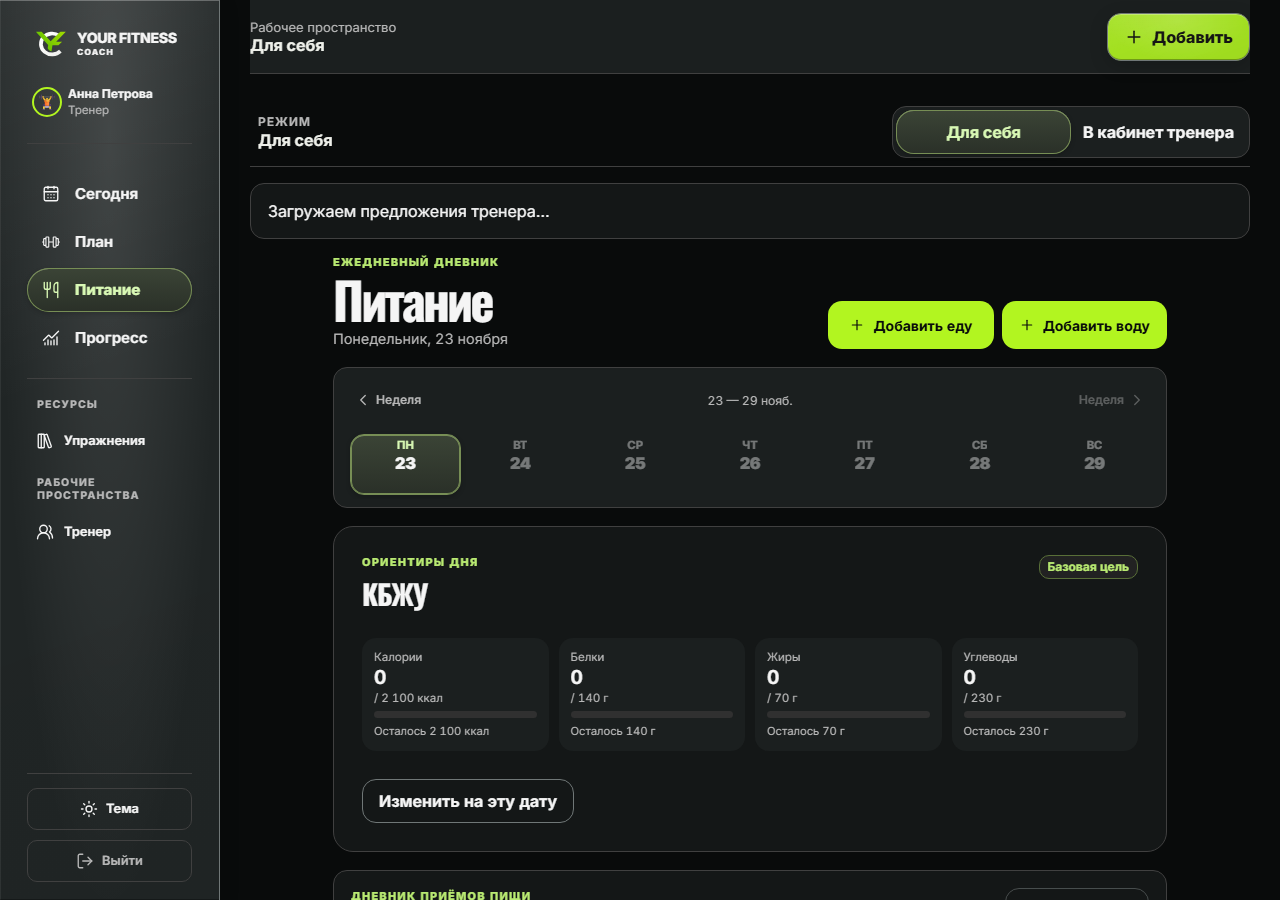 YOUR FITNESS
COACH
Анна Петрова
Тренер
Сегодня
План
Питание
Прогресс
РЕСУРСЫ
Упражнения
РАБОЧИЕ
ПРОСТРАНСТВА
Тренер
Тема
Выйти
Рабочее пространство
Для себя
+ Добавить
РЕЖИМ
Для себя
Для себя
В кабинет тренера
Загружаем предложения тренера...
ЕЖЕДНЕВНЫЙ ДНЕВНИК
Питание
Понедельник, 23 ноября
+ Добавить еду
+ Добавить воду
Неделя
23 — 29 нояб.
Неделя
ПН ВТ СР ЧТ ПТ СБ ВС
23 24 25 26 27 28 29
ОРИЕНТИРЫ ДНЯ
КБЖУ
Базовая цель
Калории
0
/ 2 100 ккал
Осталось 2 100 ккал
Белки
0
/ 140 г
Осталось 140 г
Жиры
0
/ 70 г
Осталось 70 г
Углеводы
0
/ 230 г
Осталось 230 г
Изменить на эту дату
ДНЕВНИК ПРИЁМОВ ПИЩИ